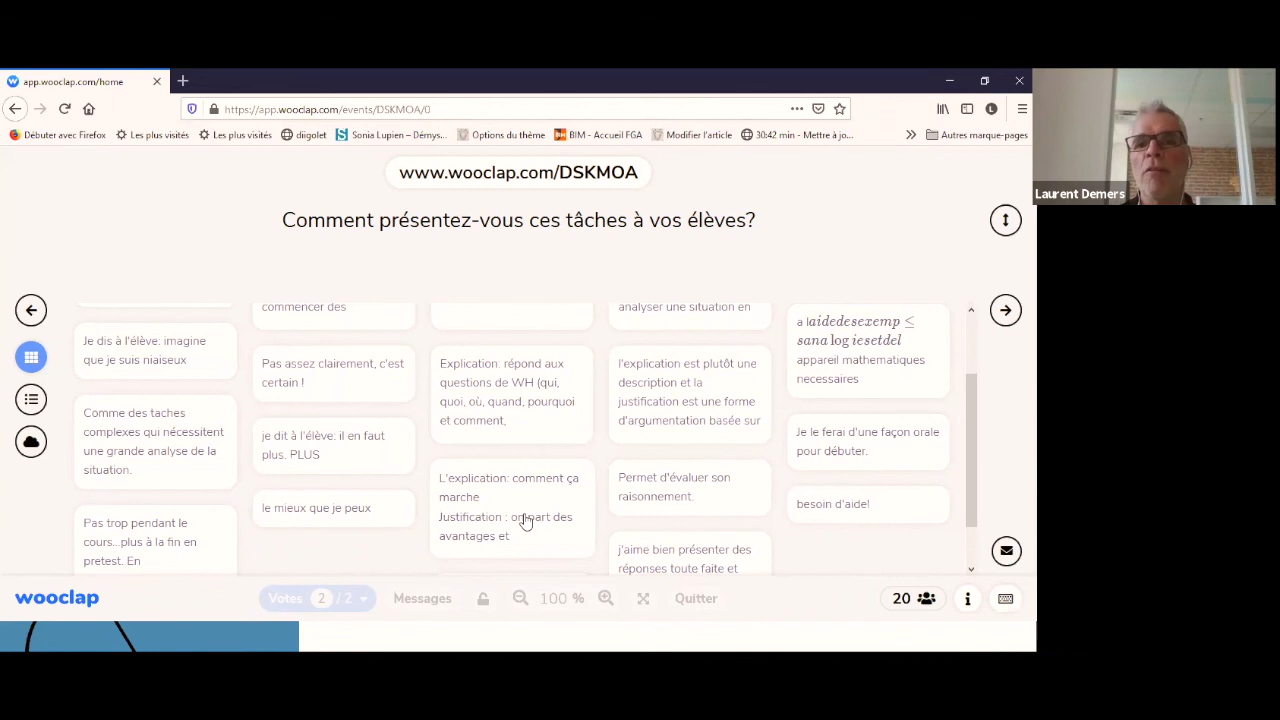 app.wooclap.com/home
https://app.wooclap.com/events/DSKMOA/0
Débuter avec Firefox
Les plus visités
Les plus visités
diigolet
Sonia Lupien – Démys...
Options du thème
BIM - Accueil FGA
Modifier l'article
30:42 min - Mettre à jo...
Autres marque-pages
Laurent Demers
www.wooclap.com/DSKMOA
Comment présentez-vous ces tâches à vos élèves?
Je dis à l'élève: imagine
que je suis niaiseux
Comme des taches
complexes qui nécessitent
une grande analyse de la
situation.
Pas trop pendant le
cours...plus à la fin en
pretest. En
commencer des
Pas assez clairement, c'est
certain !
je dit à l'élève: il en faut
plus. PLUS
le mieux que je peux
Explication: répond aux
questions de WH (qui,
quoi, où, quand, pourquoi
et comment,
L'explication: comment ça
marche
Justification : on part des
avantages et
analyser une situation en
l'explication est plutôt une
description et la
justification est une forme
d'argumentation basée sur
Permet d'évaluer son
raisonnement.
j'aime bien présenter des
réponses toute faite et
a laidedesexemp ≤
sana log iesetdel
appareil mathematiques
necessaires
Je le ferai d'une façon orale
pour débuter.
besoin d'aide!
wooclap
Votes 2 / 2
Messages
100 %
Quitter
20